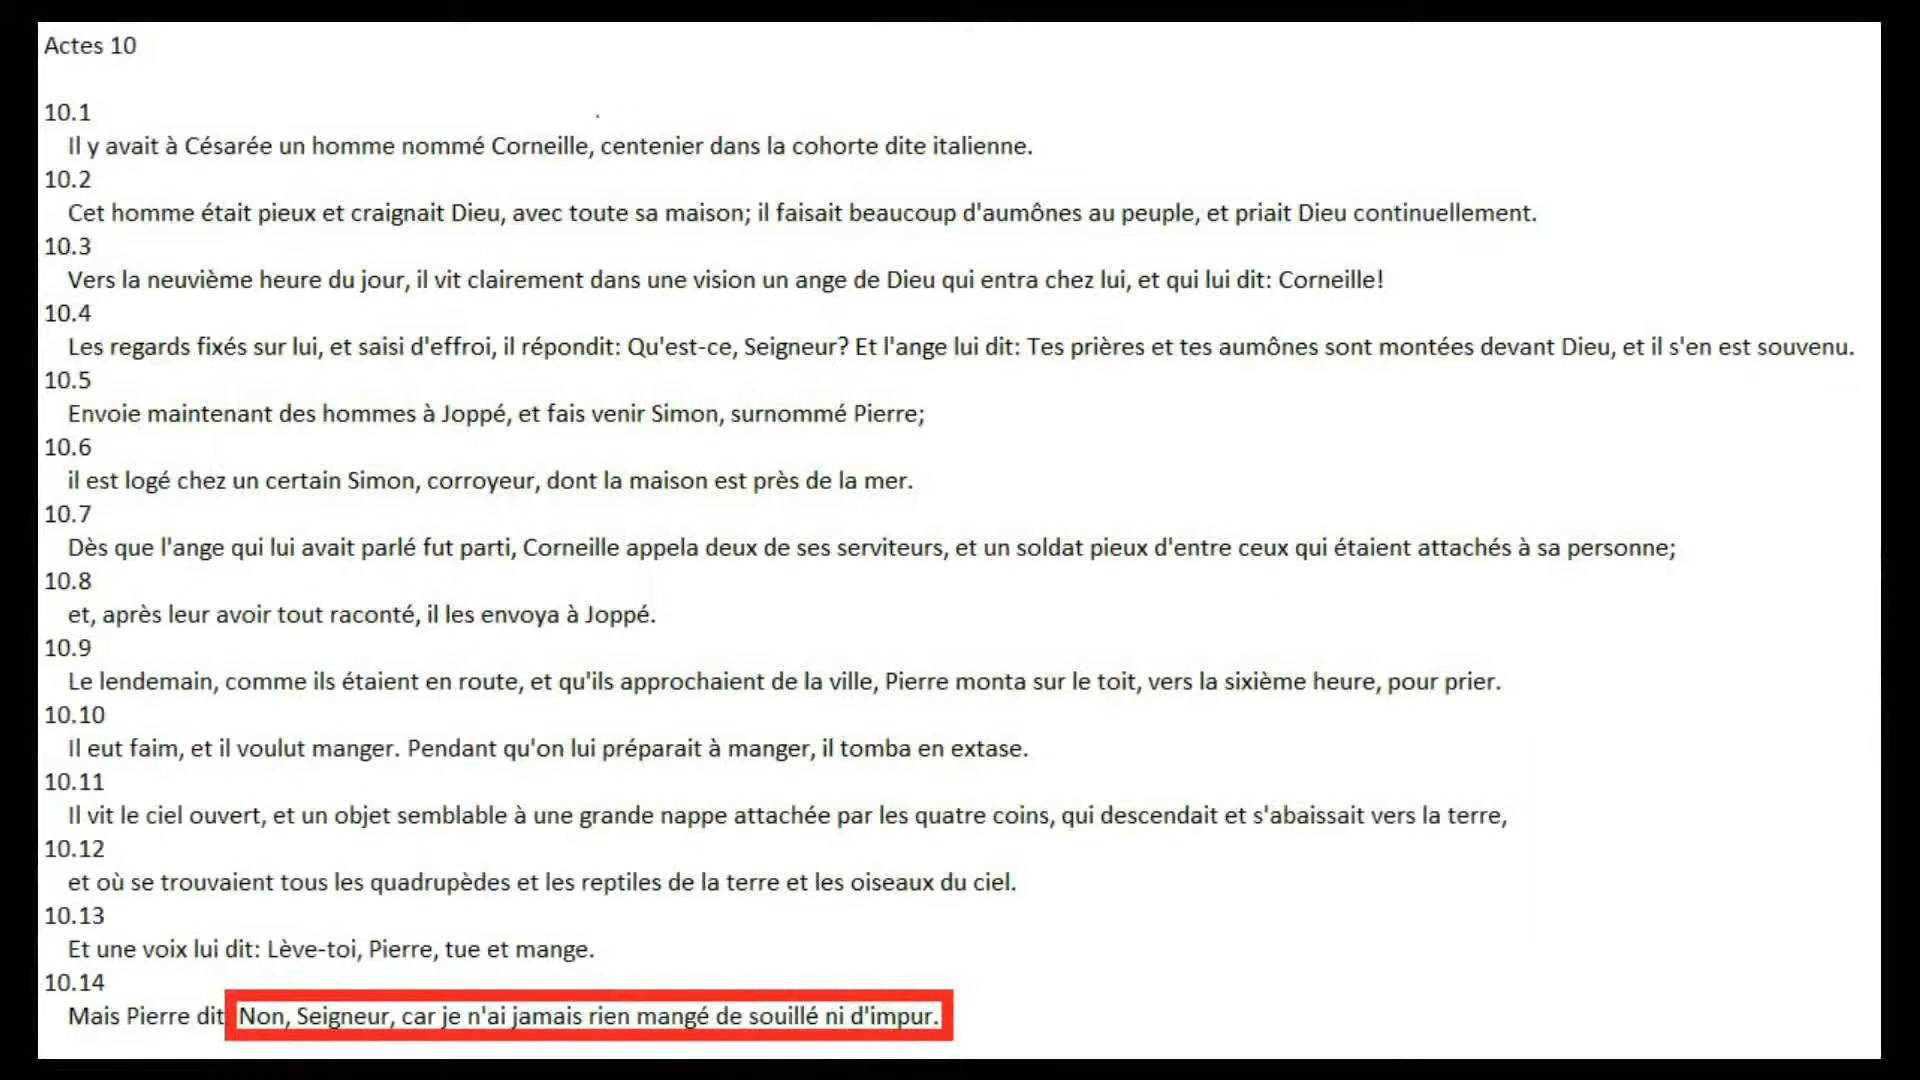 Actes 10
10.1
Il y avait à Césarée un homme nommé Corneille, centenier dans la cohorte dite italienne.
10.2
Cet homme était pieux et craignait Dieu, avec toute sa maison; il faisait beaucoup d'aumônes au peuple, et priait Dieu continuellement.
10.3
Vers la neuvième heure du jour, il vit clairement dans une vision un ange de Dieu qui entra chez lui, et qui lui dit: Corneille!
10.4
Les regards fixés sur lui, et saisi d'effroi, il répondit: Qu'est-ce, Seigneur? Et l'ange lui dit: Tes prières et tes aumônes sont montées devant Dieu, et il s'en est souvenu.
10.5
Envoie maintenant des hommes à Joppé, et fais venir Simon, surnommé Pierre;
10.6
il est logé chez un certain Simon, corroyeur, dont la maison est près de la mer.
10.7
Dès que l'ange qui lui avait parlé fut parti, Corneille appela deux de ses serviteurs, et un soldat pieux d'entre ceux qui étaient attachés à sa personne;
10.8
et, après leur avoir tout raconté, il les envoya à Joppé.
10.9
Le lendemain, comme ils étaient en route, et qu'ils approchaient de la ville, Pierre monta sur le toit, vers la sixième heure, pour prier.
10.10
Il eut faim, et il voulut manger. Pendant qu'on lui préparait à manger, il tomba en extase.
10.11
Il vit le ciel ouvert, et un objet semblable à une grande nappe attachée par les quatre coins, qui descendait et s'abaissait vers la terre,
10.12
et où se trouvaient tous les quadrupèdes et les reptiles de la terre et les oiseaux du ciel.
10.13
Et une voix lui dit: Lève-toi, Pierre, tue et mange.
10.14
Mais Pierre dit Non, Seigneur, car je n'ai jamais rien mangé de souillé ni d'impur.